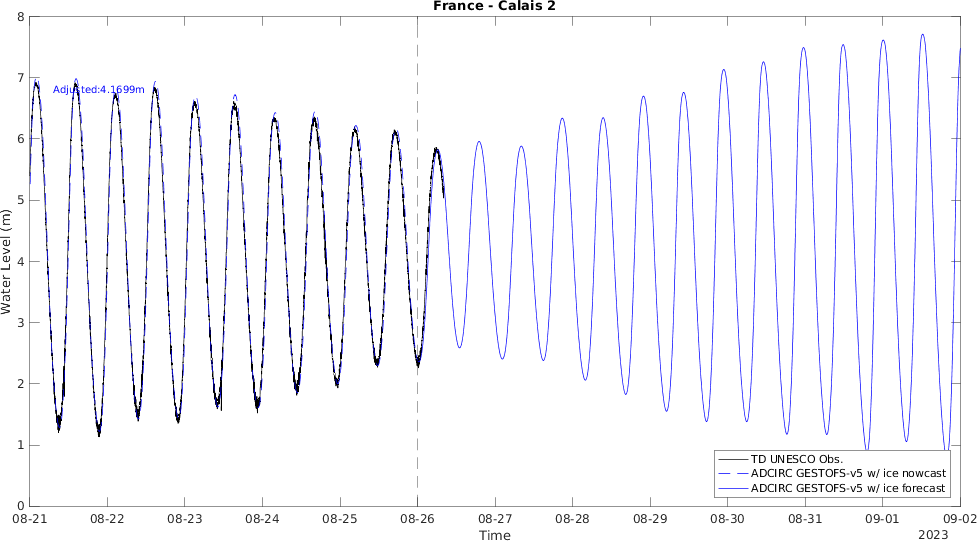 France - Calais 2
8
7
6
5
4
3
2
1
0
Water Level (m)
Adjusted:4.1699m
TD UNESCO Obs.
ADCIRC GESTOFS-v5 w/ ice nowcast
ADCIRC GESTOFS-v5 w/ ice forecast
08-21 08-22 08-23 08-24 08-25 08-26 08-27 08-28 08-29 08-30 08-31 09-01 09-02
Time
2023